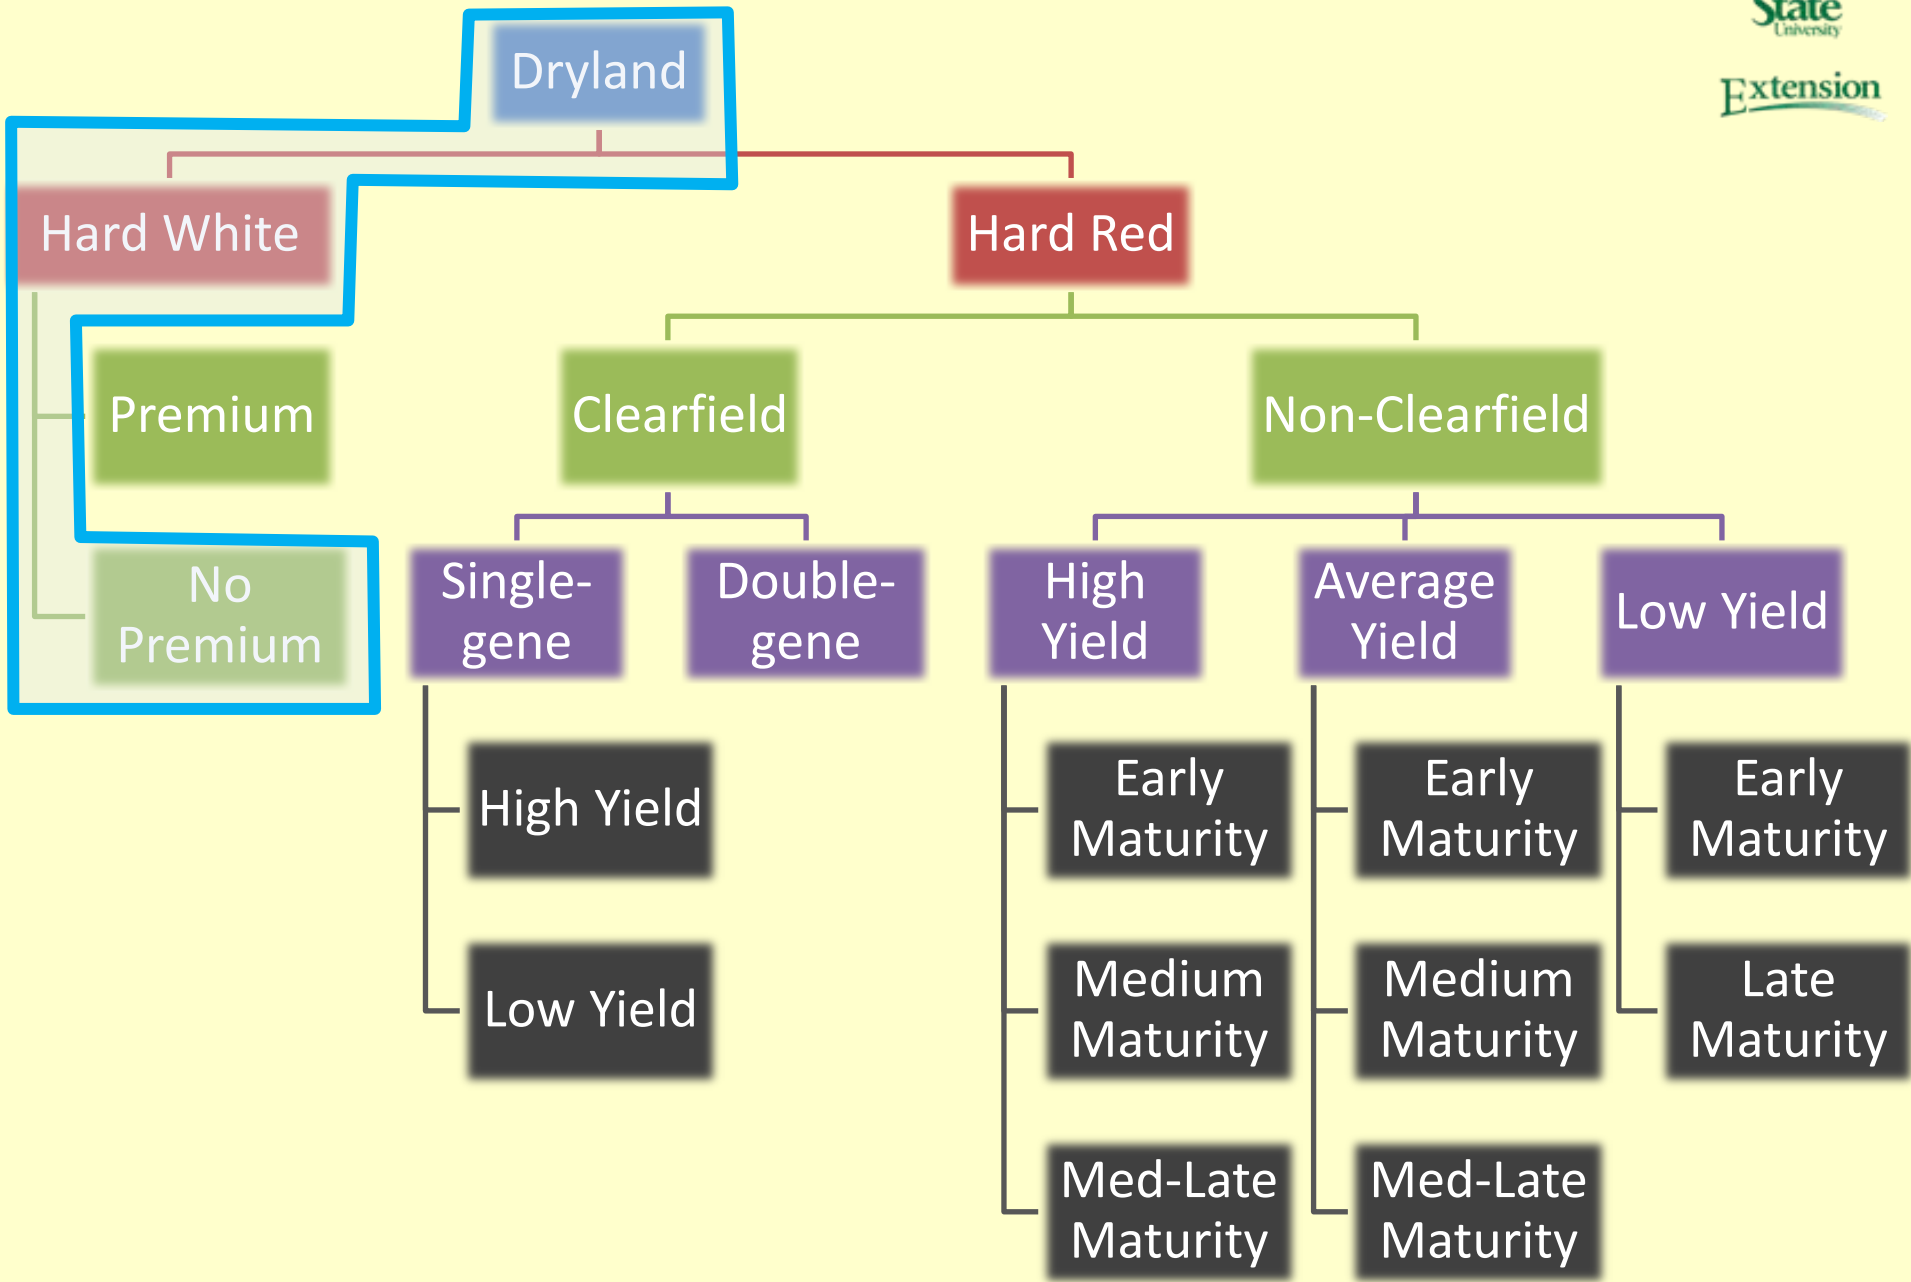 State
University
Extension
Dryland
Hard White
Hard Red
Premium
Clearfield
Non-Clearfield
No
Premium
Single-
gene
Double-
gene
High
Yield
Average
Yield
Low Yield
High Yield
Low Yield
Early
Maturity
Medium
Maturity
Med-Late
Maturity
Early
Maturity
Medium
Maturity
Med-Late
Maturity
Early
Maturity
Late
Maturity